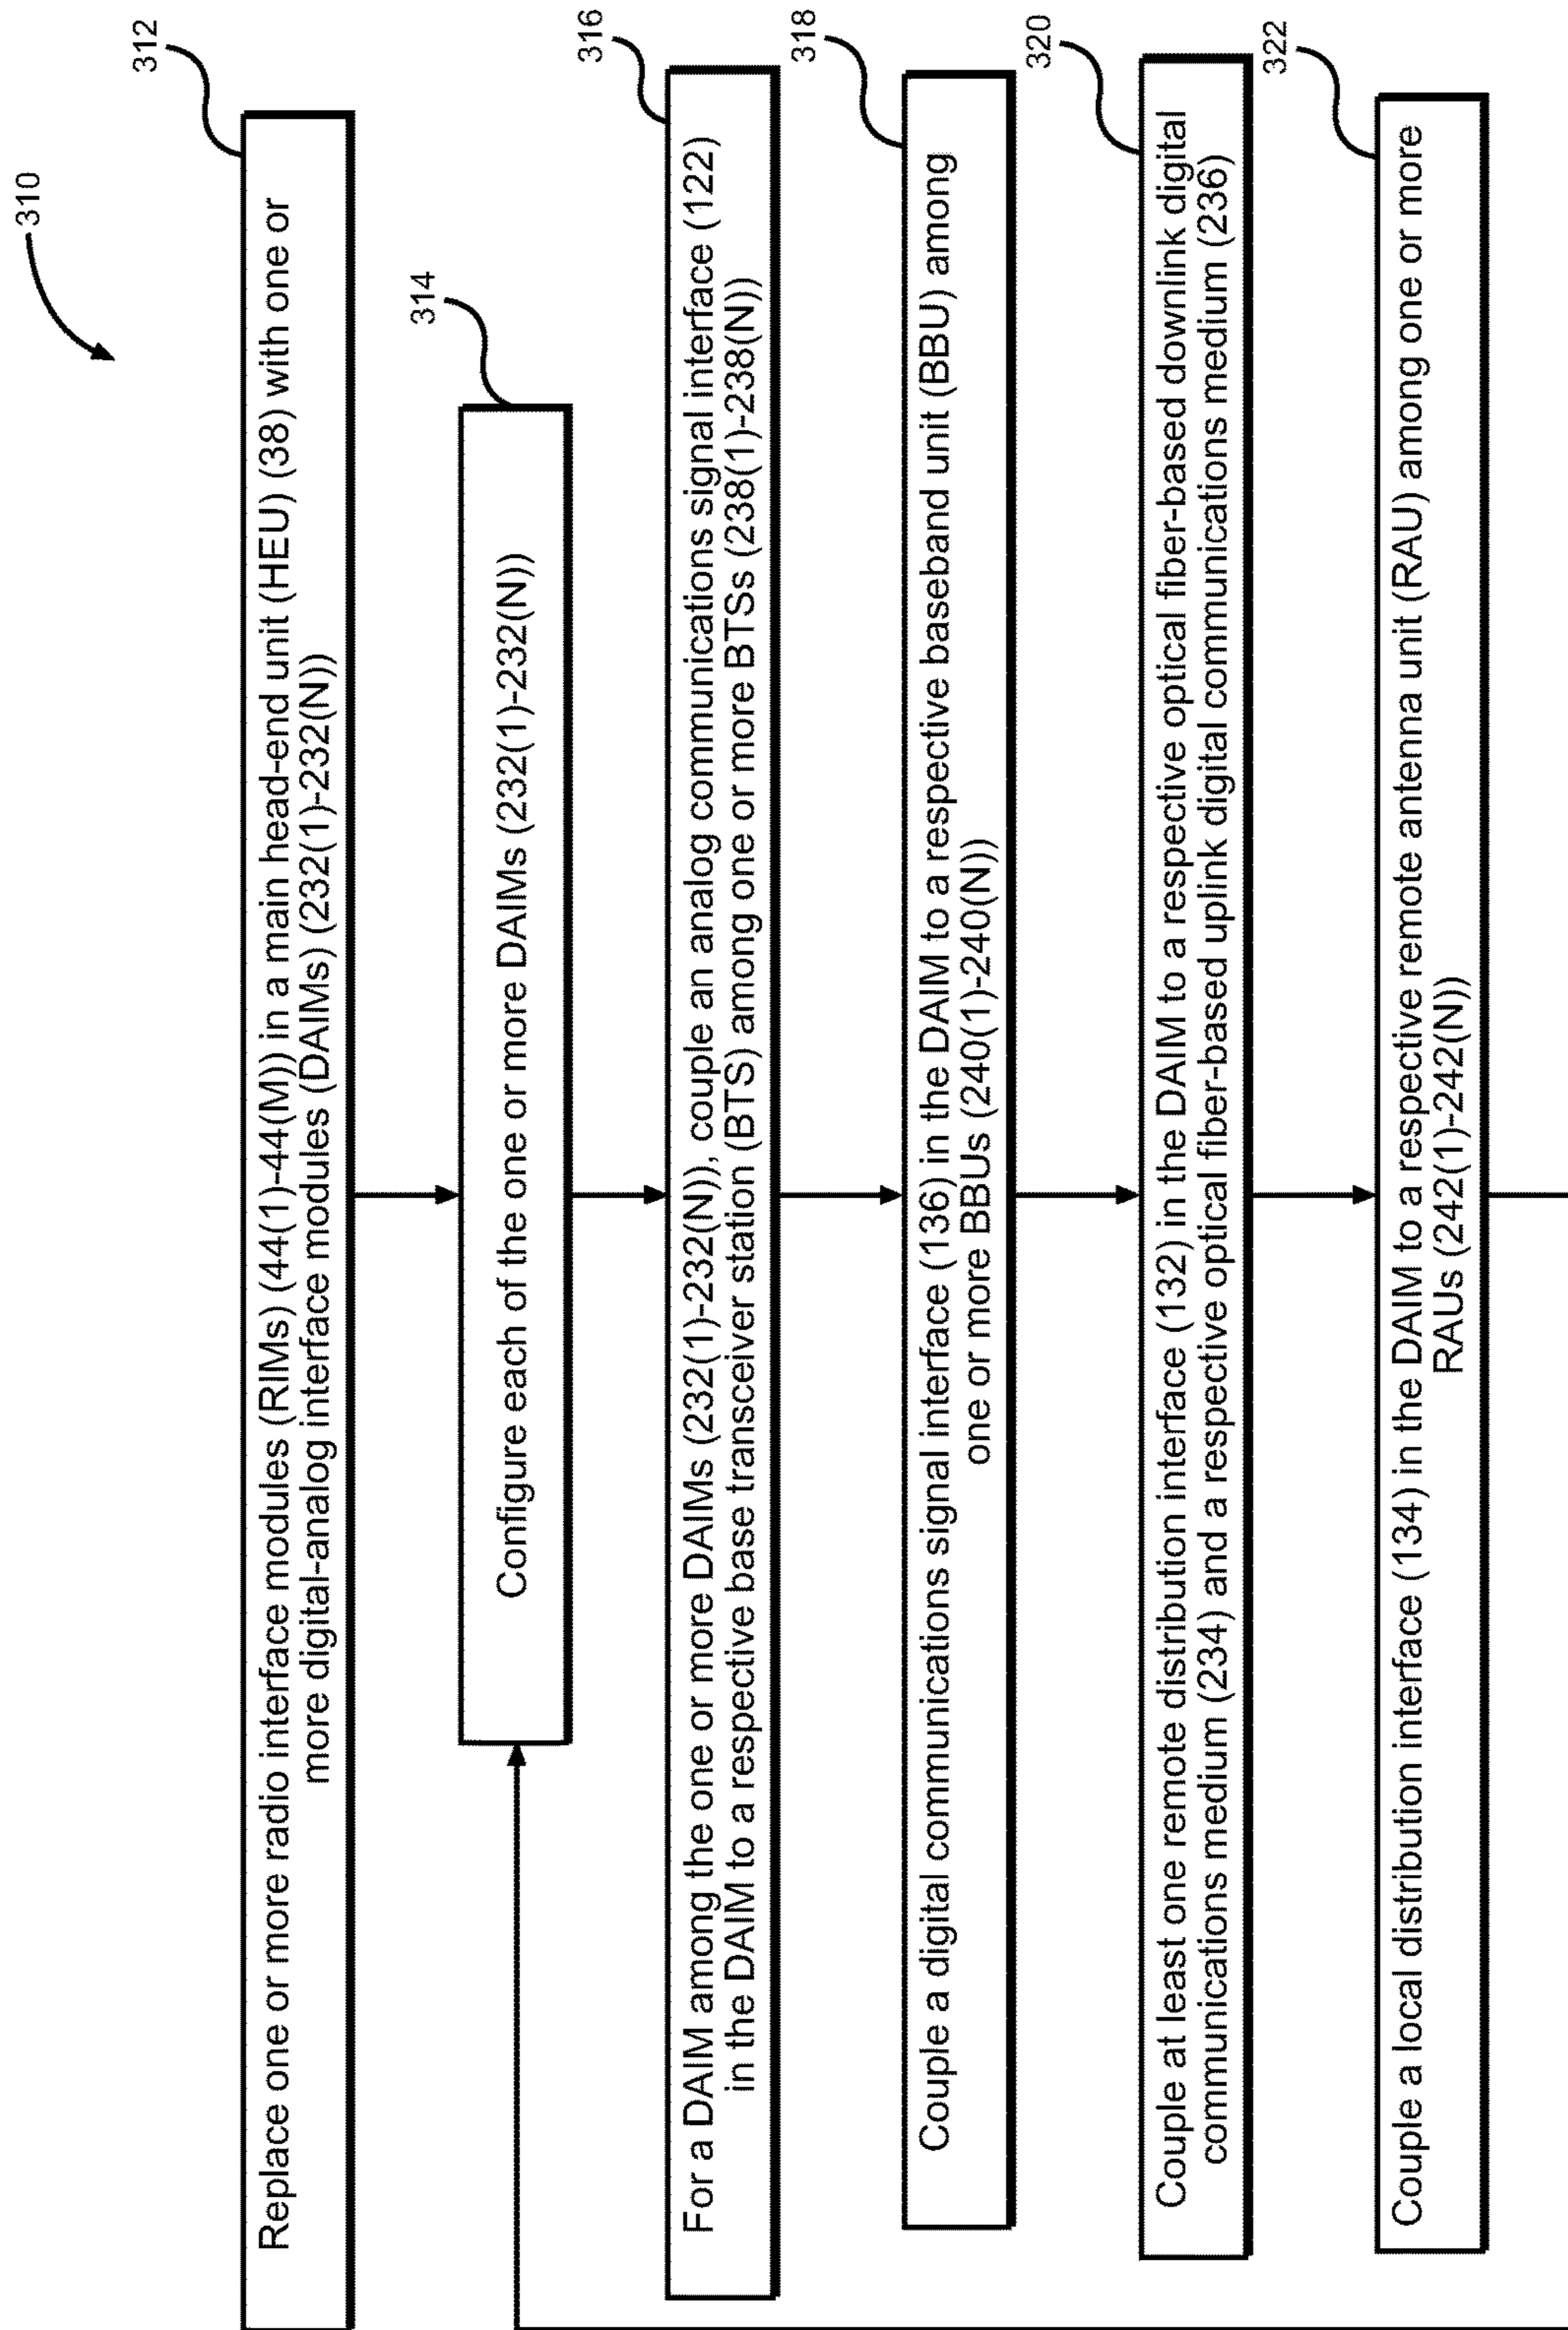 310
312
Replace one or more radio interface modules (RIMs) (44(1)-44(M)) in a main head-end unit (HEU) (38) with one or
more digital-analog interface modules (DAIMs) (232(1)-232(N))
314
Configure each of the one or more DAIMs (232(1)-232(N))
316
For a DAIM among the one or more DAIMs (232(1)-232(N)), couple an analog communications signal interface (122)
in the DAIM to a respective base transceiver station (BTS) among one or more BTSs (238(1)-238(N))
318
Couple a digital communications signal interface (136) in the DAIM to a respective baseband unit (BBU) among
one or more BBUs (240(1)-240(N))
320
Couple at least one remote distribution interface (132) in the DAIM to a respective optical fiber-based downlink digital
communications medium (234) and a respective optical fiber-based uplink digital communications medium (236)
322
Couple a local distribution interface (134) in the DAIM to a respective remote antenna unit (RAU) among one or more
RAUs (242(1)-242(N))